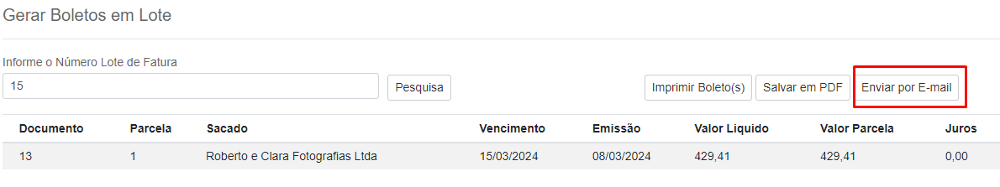 Gerar Boletos em Lote
Informe o Número Lote de Fatura
15 Pesquisa Imprimir Boleto(s) Salvar em PDF Enviar por E-mail
Documento Parcela Sacado Vencimento Emissão Valor Liquido Valor Parcela Juros
13 1 Roberto e Clara Fotografias Ltda 15/03/2024 08/03/2024 429,41 429,41 0,00